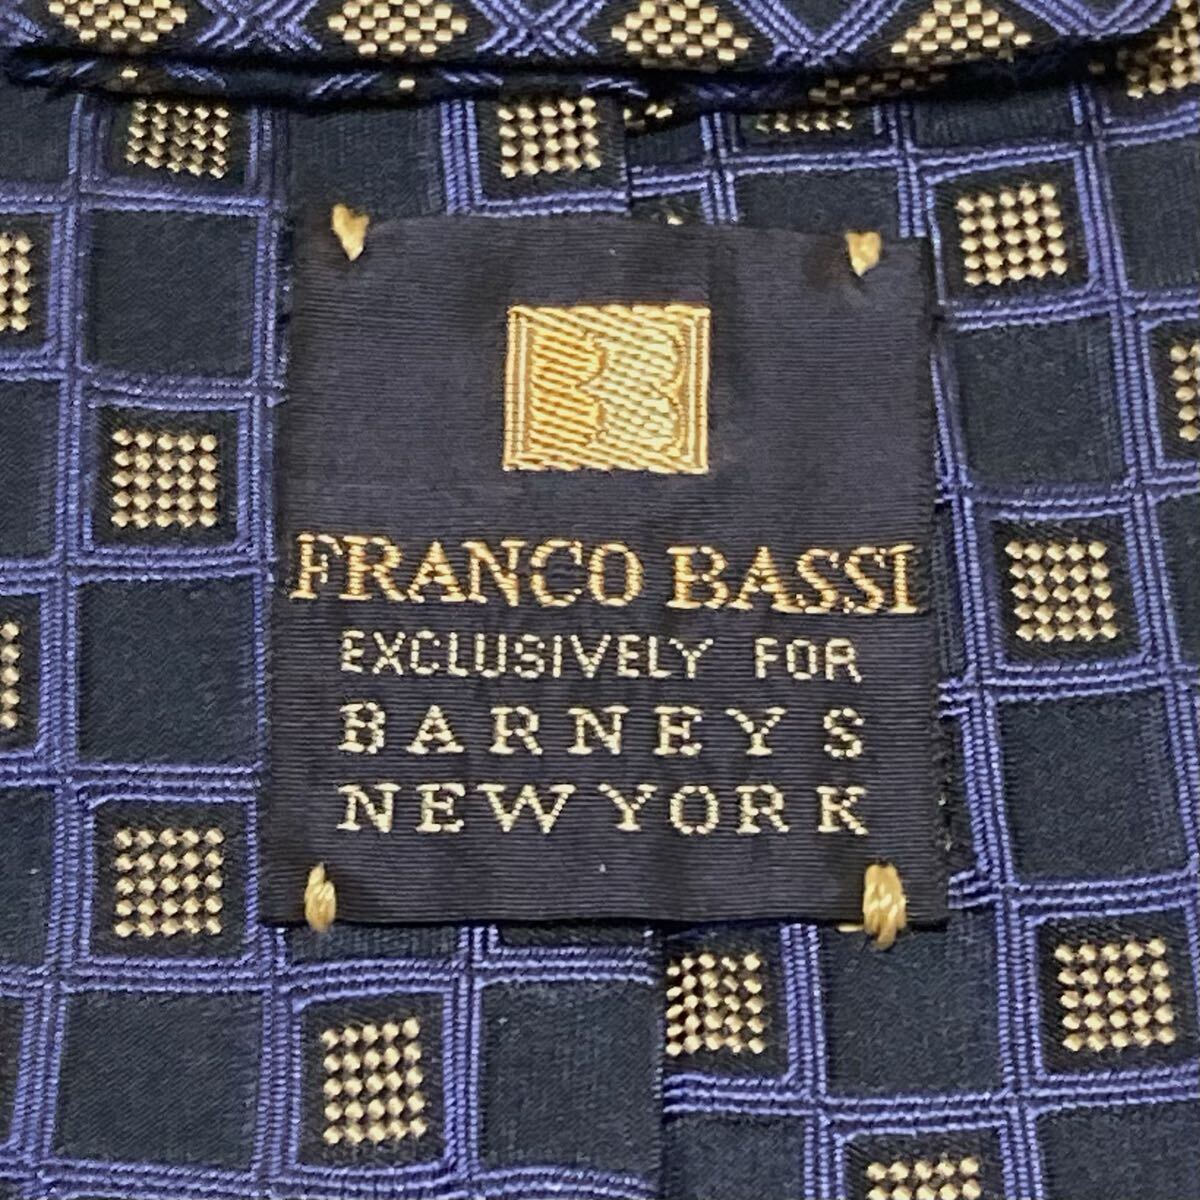 FRANCO BASSI
EXCLUSIVELY FOR
BARNEYS
NEW YORK